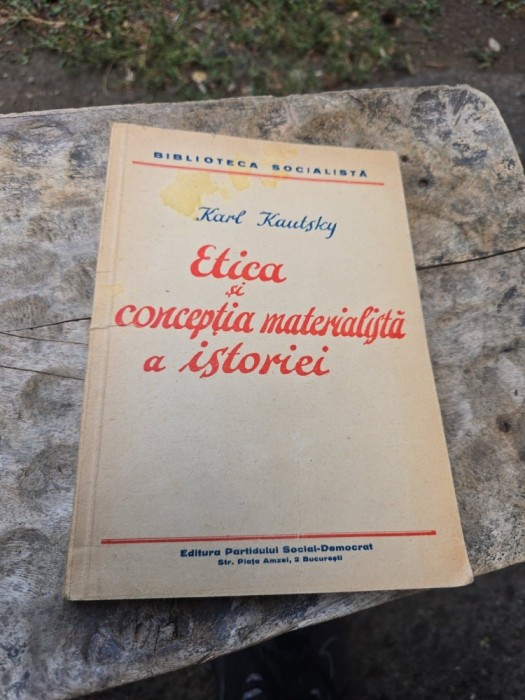 BIBLIOTECA SOCIALISTĂ
Karl Kautsky
Etica
și
concepția materialistă
a istoriei
Editura Partidului Social-Democrat
Str. Piața Amzei, 2 București